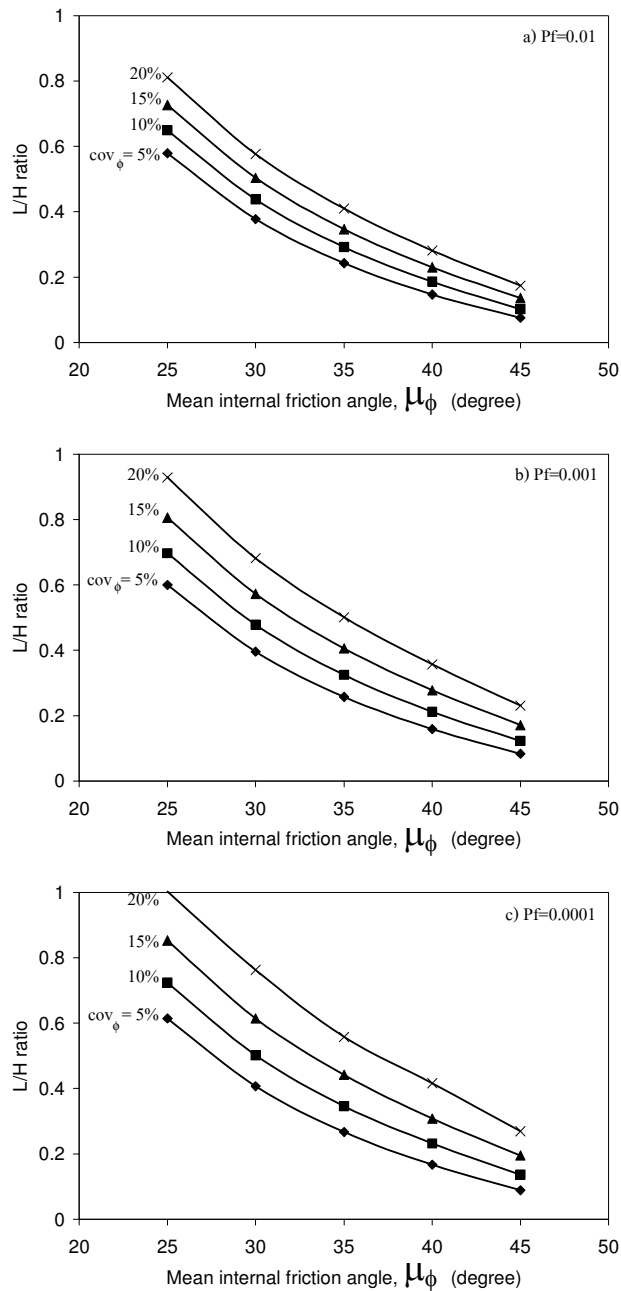 1
a) Pf=0.01
20%
0.8
15%
10%
0.6
cov ϕ = 5%
L/H ratio
0.4
0.2
0
20 25 30 35 40 45 50
Mean internal friction angle, μϕ (degree)
1
b) Pf=0.001
20%
0.8
15%
10%
0.6
cov ϕ = 5%
L/H ratio
0.4
0.2
0
20 25 30 35 40 45 50
Mean internal friction angle, μϕ (degree)
1
20%
c) Pf=0.0001
15%
0.8
10%
0.6
cov ϕ = 5%
L/H ratio
0.4
0.2
0
20 25 30 35 40 45 50
Mean internal friction angle, μϕ (degree)